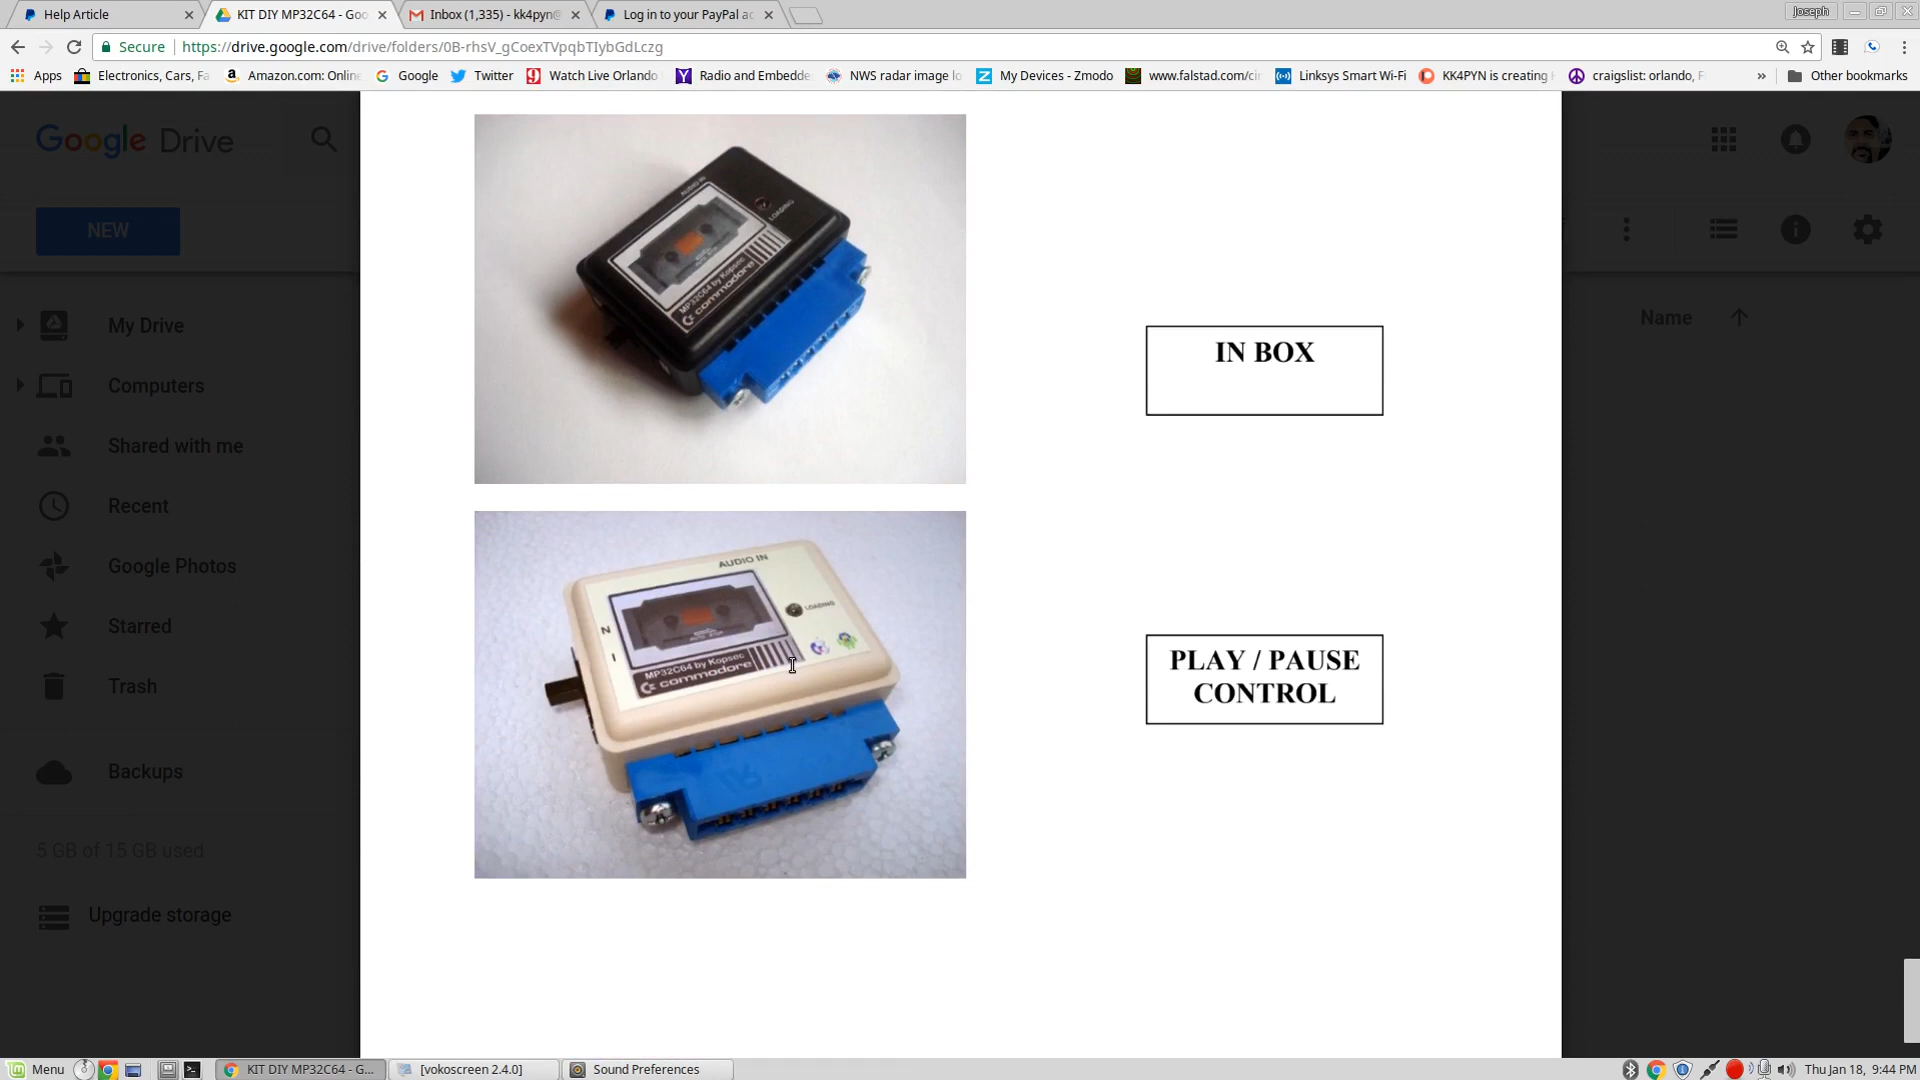 Help Article
KIT DIY MP32C64 - Goo
Inbox (1,335) - kk4pyn@
Log in to your PayPal ac
Joseph
Secure
https://drive.google.com/drive/folders/0B-rhsV_gCoexTVpqbTIybGdLczg
Apps
Electronics, Cars, Fa
Amazon.com: Online
Google
Twitter
Watch Live Orlando
Radio and Embedde
NWS radar image lo
My Devices - Zmodo
www.falstad.com/cir
Linksys Smart Wi-Fi
KK4PYN is creating
craigslist: orlando, F
»
Other bookmarks
Google Drive
NEW
My Drive
Computers
Shared with me
Recent
Google Photos
Starred
Trash
Backups
5 GB of 15 GB used
Upgrade storage
Name
AUDIO IN
LOADING
MP32C64 by Kopsec
commodore
IN BOX
AUDIO IN
LOADING
N
I
MP32C64 by Kopsec
commodore
PLAY / PAUSE
CONTROL
Menu
KIT DIY MP32C64 - G...
[vokoscreen 2.4.0]
Sound Preferences
Thu Jan 18, 9:44 PM